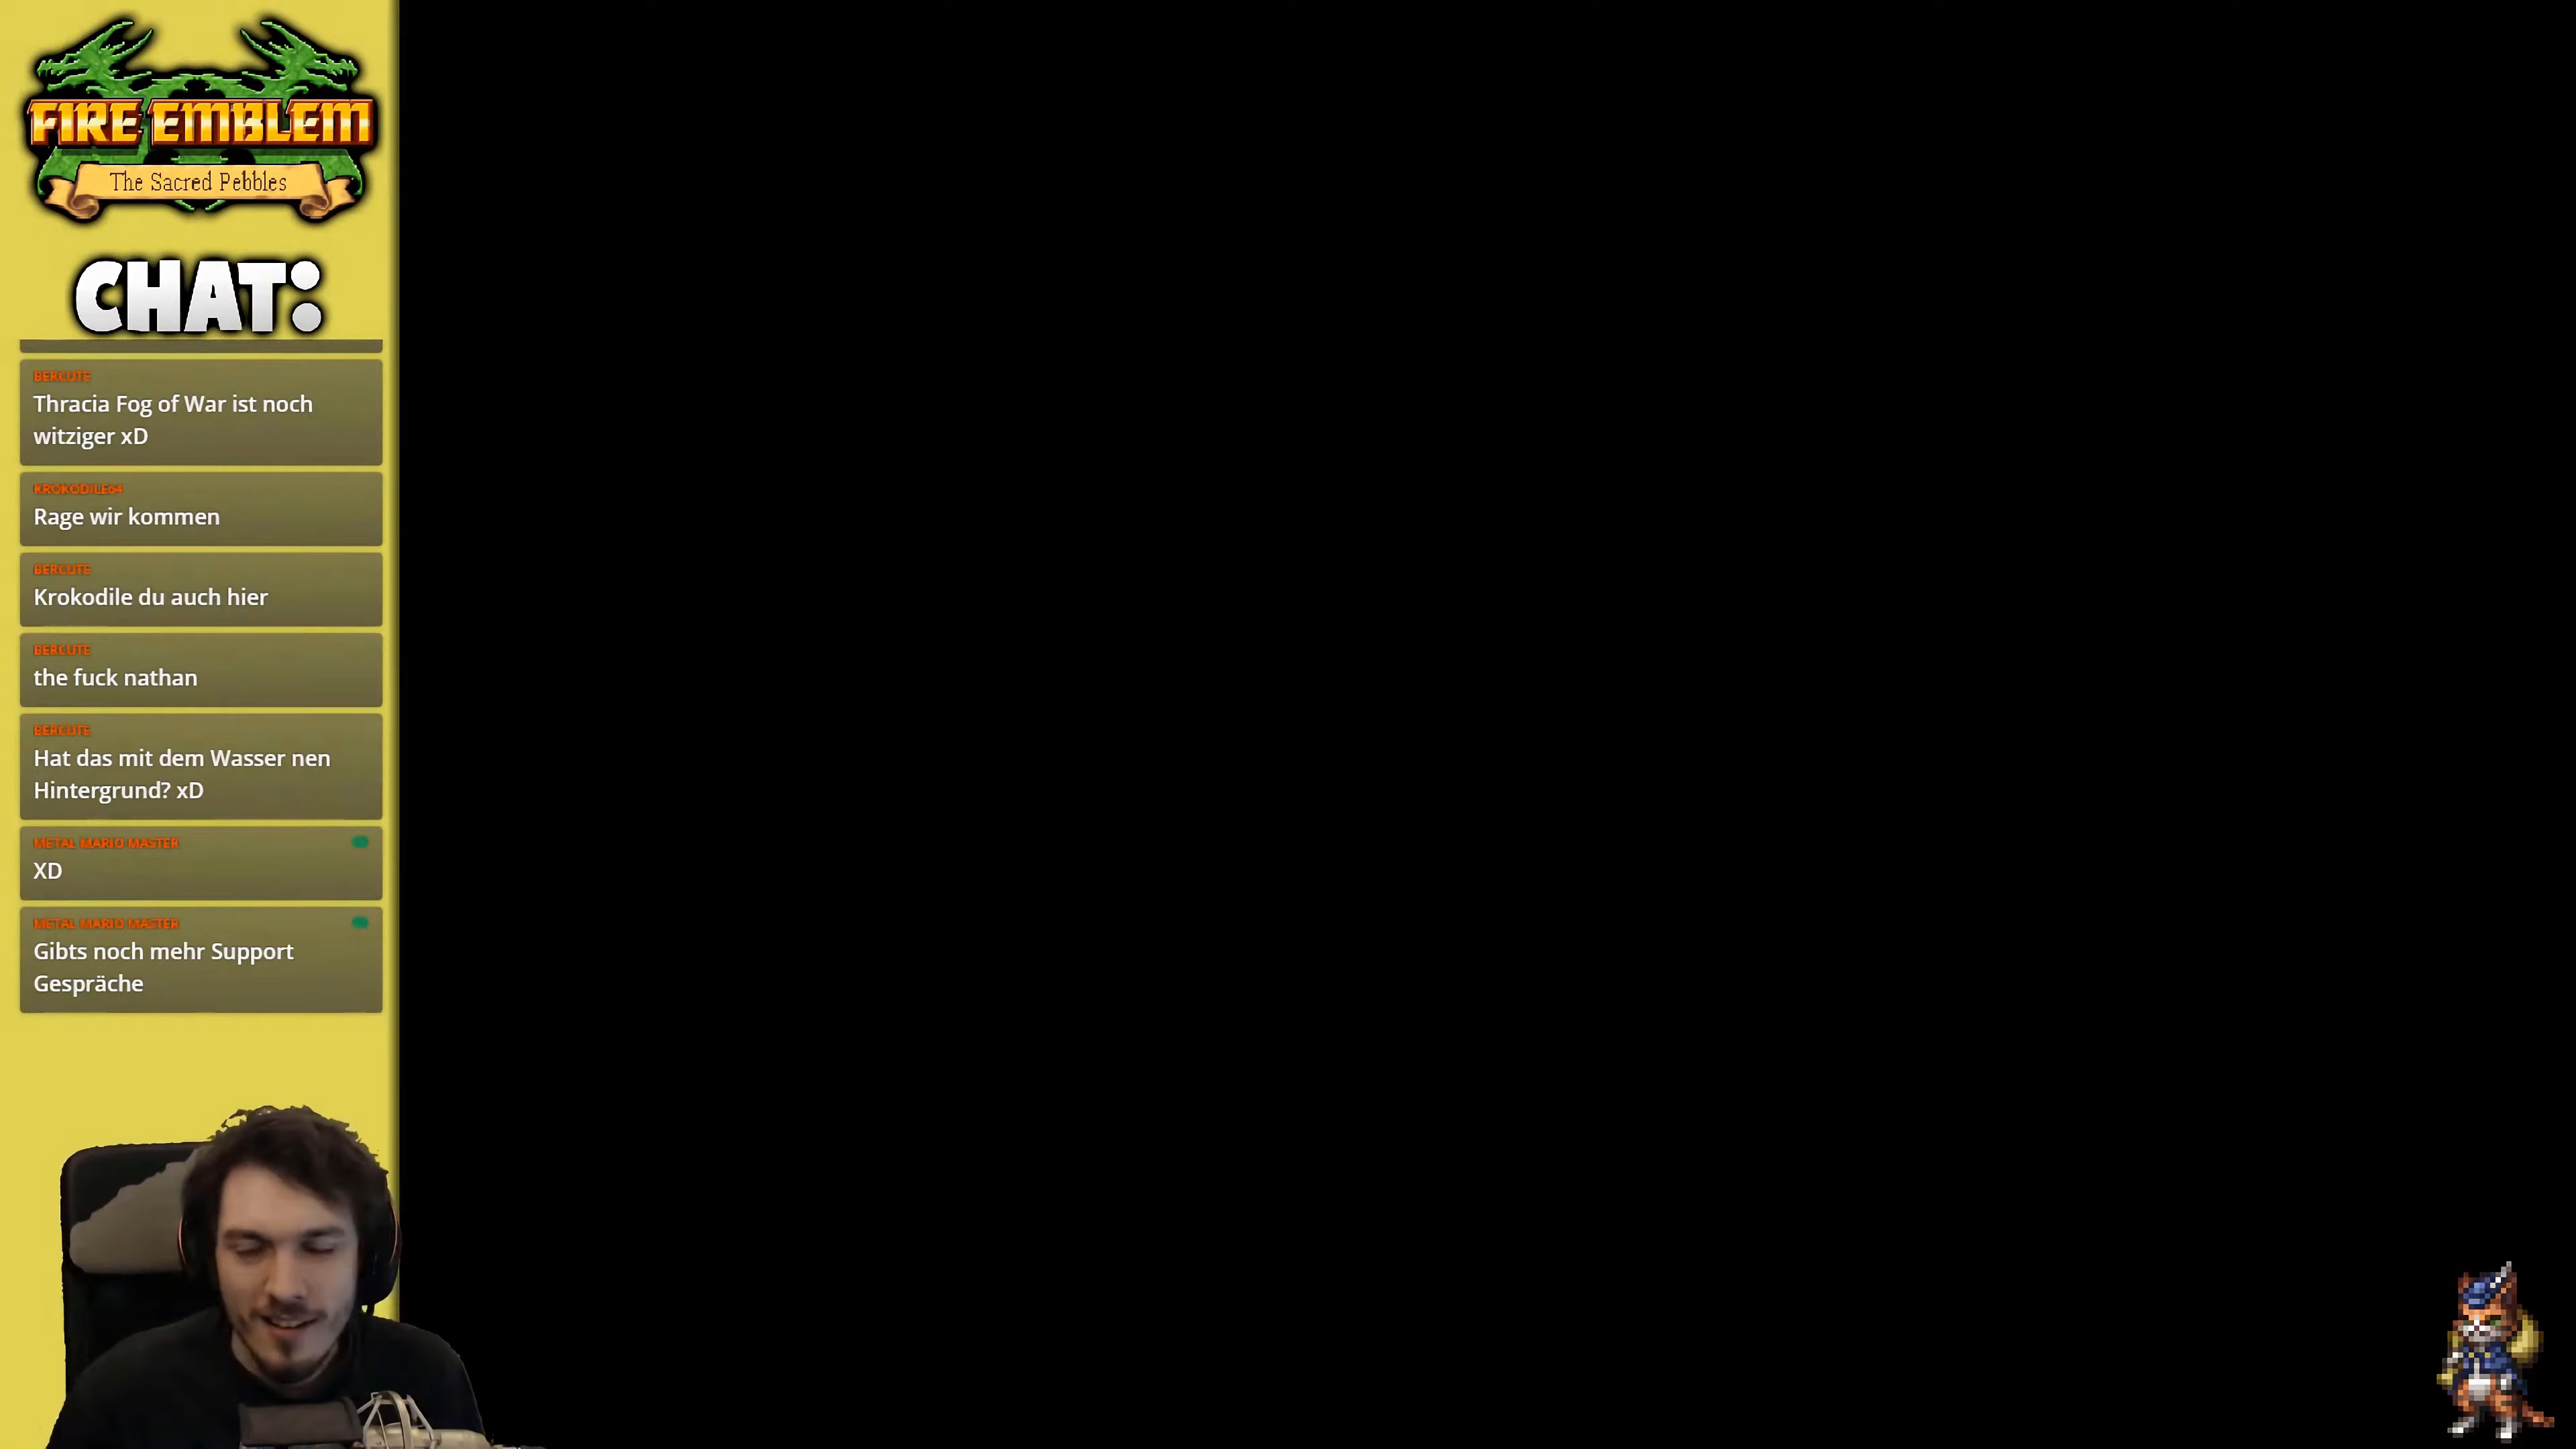 FIRE EMBLEM
The Sacred Pebbles
CHAT:
BERCUTE
Thracia Fog of War ist noch
witziger xD
KROKODILE64
Rage wir kommen
BERCUTE
Krokodile du auch hier
BERCUTE
the fuck nathan
BERCUTE
Hat das mit dem Wasser nen
Hintergrund? xD
METAL MARIO MASTER
XD
METAL MARIO MASTER
Gibts noch mehr Support
Gespräche